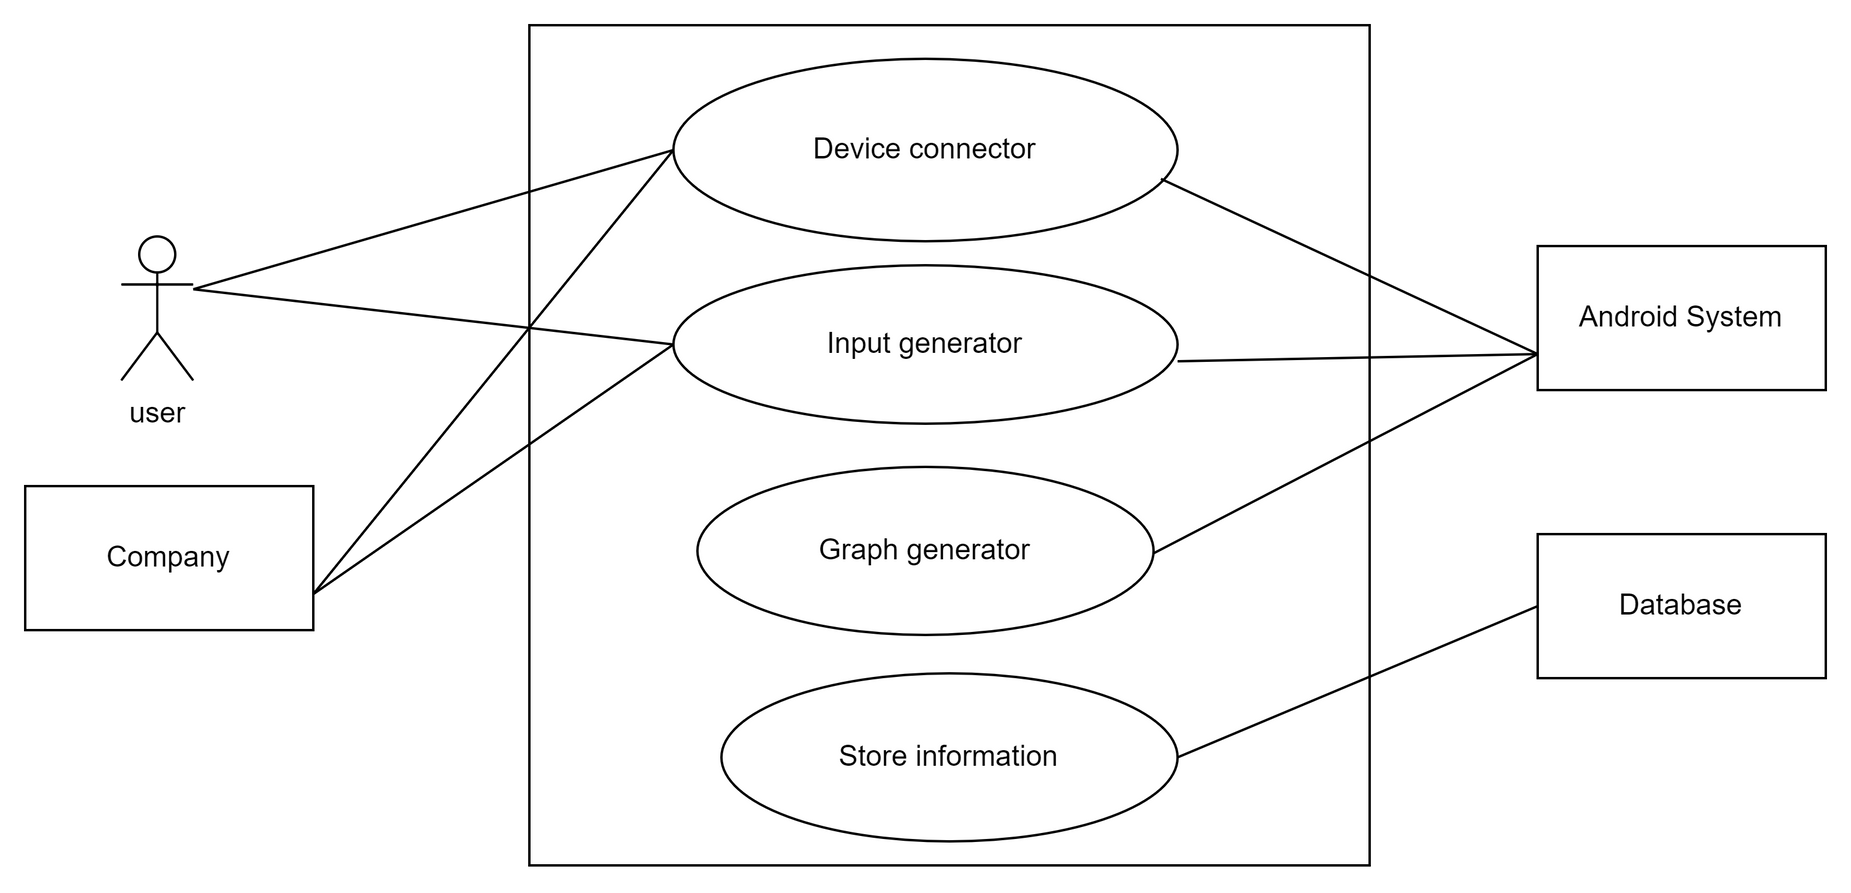 Device connector
Input generator
Graph generator
Store information
user
Company
Android System
Database